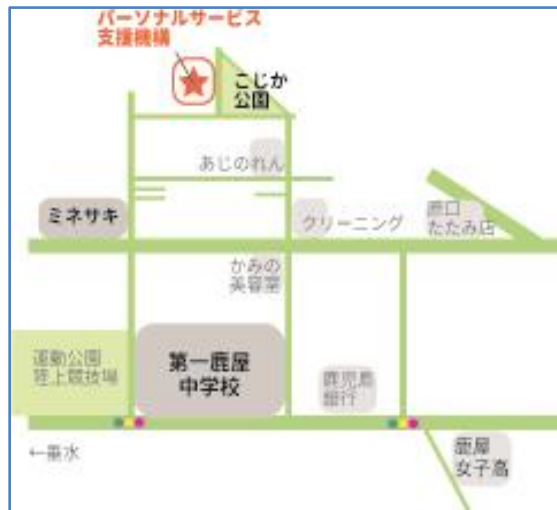 パーソナルサービス
支援機構
こじか
公園
あじのれん
ミネサキ
クリーニング
原口
たたみ店
かみの
美容室
運動公園
陸上競技場
第一鹿屋
中学校
鹿児島
銀行
←垂水
鹿屋
女子高